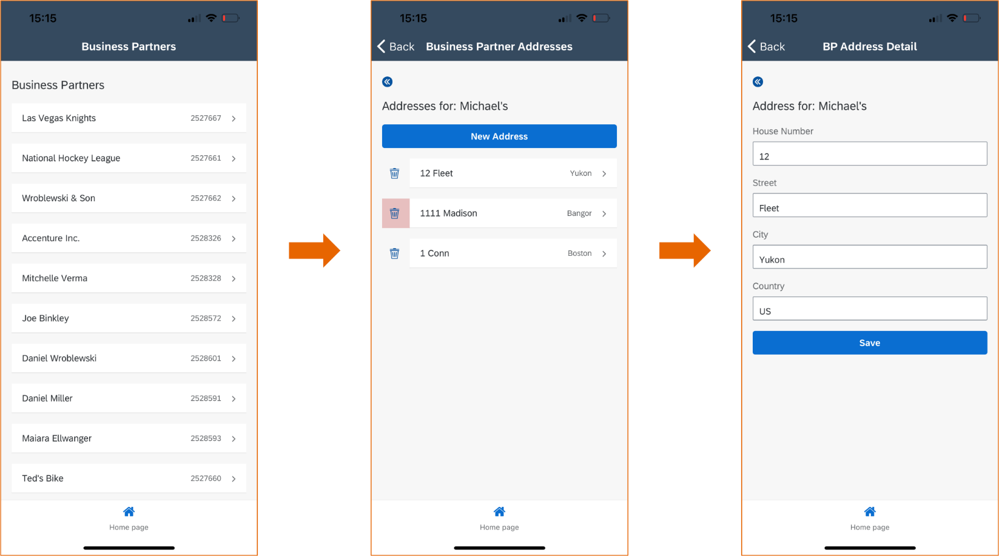 15:15
Business Partners
Business Partners
Las Vegas Knights 2527667
National Hockey League 2527661
Wroblewski & Son 2527662
Accenture Inc. 2528326
Mitchelle Verma 2528328
Joe Binkley 2528572
Daniel Wroblewski 2528601
Daniel Miller 2528591
Maiara Ellwanger 2528593
Ted's Bike 2527660
Home page
15:15
Back Business Partner Addresses
Addresses for: Michael's
New Address
12 Fleet Yukon
1111 Madison Bangor
1 Conn Boston
Home page
15:15
Back BP Address Detail
Address for: Michael's
House Number
12
Street
Fleet
City
Yukon
Country
US
Save
Home page